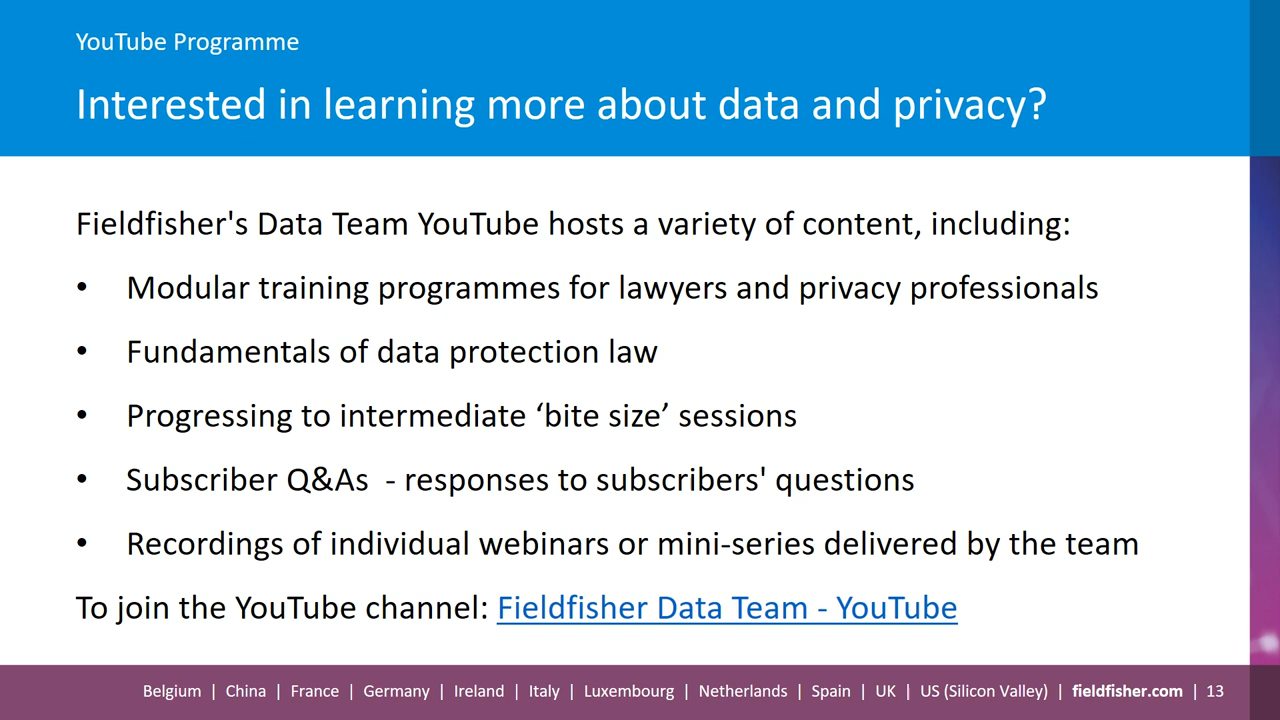 YouTube Programme
Interested in learning more about data and privacy?
Fieldfisher's Data Team YouTube hosts a variety of content, including:
• Modular training programmes for lawyers and privacy professionals
• Fundamentals of data protection law
• Progressing to intermediate ‘bite size’ sessions
• Subscriber Q&As  - responses to subscribers' questions
• Recordings of individual webinars or mini-series delivered by the team
To join the YouTube channel: Fieldfisher Data Team - YouTube
Belgium | China | France | Germany | Ireland | Italy | Luxembourg | Netherlands | Spain | UK | US (Silicon Valley) | fieldfisher.com | 13